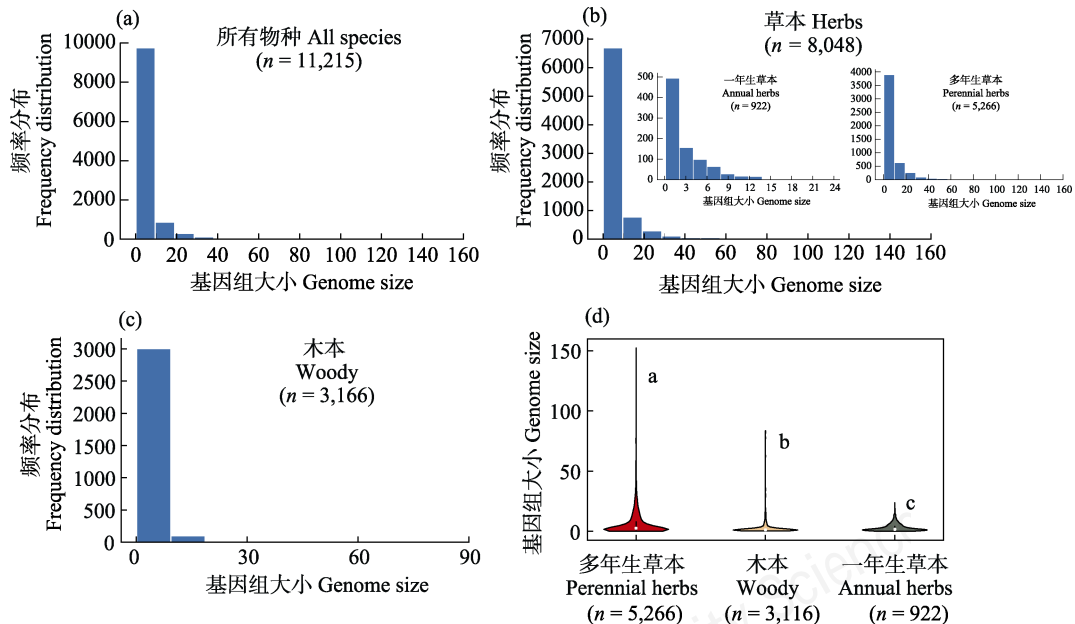 (a)
所有物种 All species
(n = 11,215)
频率分布
Frequency distribution
10000
8000
6000
4000
2000
0
0 20 40 60 80 100 120 140 160
基因组大小 Genome size
(b)
草本 Herbs
(n = 8,048)
频率分布
Frequency distribution
7000
6000
5000
4000
3000
2000
1000
0
0 20 40 60 80 100 120 140 160
基因组大小 Genome size
一年生草本
Annual herbs
(n = 922)
500
400
300
200
100
0
0 3 6 9 12 15 18 21 24
基因组大小 Genome size
多年生草本
Perennial herbs
(n = 5,266)
4000
3500
3000
2500
2000
1500
1000
500
0
0 20 40 60 80 100 120 140 160
基因组大小 Genome size
(c)
木本
Woody
(n = 3,166)
频率分布
Frequency distribution
3000
2500
2000
1500
1000
500
0
0 30 60 90
基因组大小 Genome size
(d)
基因组大小 Genome size
150
100
50
0
a
b
c
多年生草本
Perennial herbs
(n = 5,266)
木本
Woody
(n = 3,116)
一年生草本
Annual herbs
(n = 922)